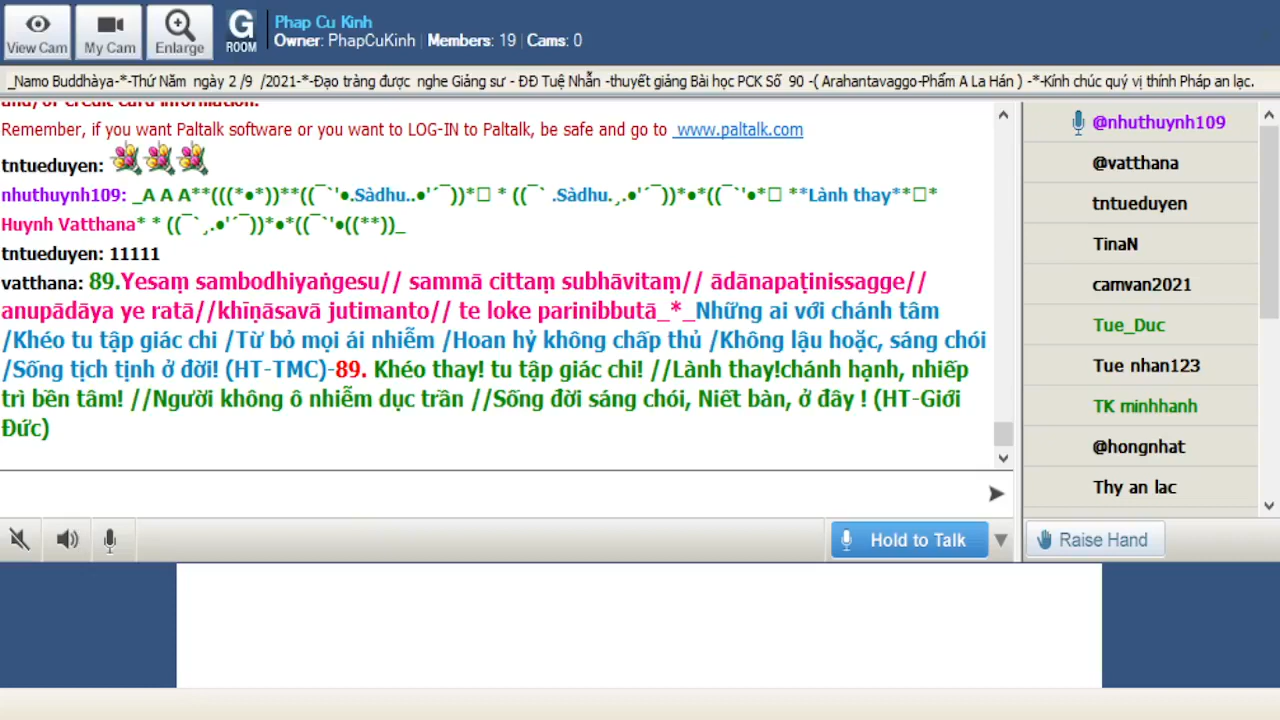 View Cam
My Cam
Enlarge
G
ROOM
Phap Cu Kinh
Owner: PhapCuKinh | Members: 19 | Cams: 0
_Namo Buddhàya-*-Thứ Năm ngày 2 /9 /2021-*-Đạo tràng được nghe Giảng sư - ĐĐ Tuệ Nhẫn -thuyết giảng Bài học PCK Số 90 -( Arahantavaggo-Phẩm A La Hán ) -*-Kính chúc quý vị thính Pháp an lạc.
and/or Credit Card information.
Remember, if you want Paltalk software or you want to LOG-IN to Paltalk, be safe and go to _www.paltalk.com
tntueduyen:
nhuthuynh109: _A A A**(((*●*))**((¯`'●.Sàdhu..●'´¯))*□ * ((¯` .Sàdhu.¸.●'´¯))*●*((¯`'●*□ **Lành thay**□*
Huynh Vatthana* * ((¯`¸.●'´¯))*●*((¯`'●((**))_
tntueduyen: 11111
vatthana: 89.Yesaṃ sambodhiyaṅgesu// sammā cittaṃ subhāvitaṃ// ādānapaṭinissagge//
anupādāya ye ratā//khīṇāsavā jutimanto// te loke parinibbutā_*_Những ai với chánh tâm
/Khéo tu tập giác chi /Từ bỏ mọi ái nhiễm /Hoan hỷ không chấp thủ /Không lậu hoặc, sáng chói
/Sống tịch tịnh ở đời! (HT-TMC)-89. Khéo thay! tu tập giác chi! //Lành thay!chánh hạnh, nhiếp
trì bền tâm! //Người không ô nhiễm dục trần //Sống đời sáng chói, Niết bàn, ở đây ! (HT-Giới
Đức)
@nhuthuynh109
@vatthana
tntueduyen
TinaN
camvan2021
Tue_Duc
Tue nhan123
TK minhhanh
@hongnhat
Thy an lac
Hold to Talk
Raise Hand